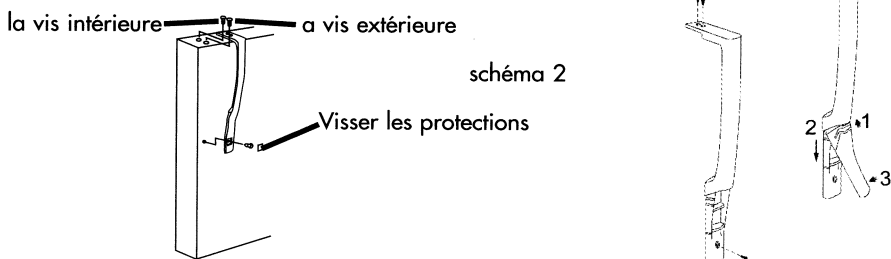 la vis intérieure
a vis extérieure
schéma 2
Visser les protections
2
1
3